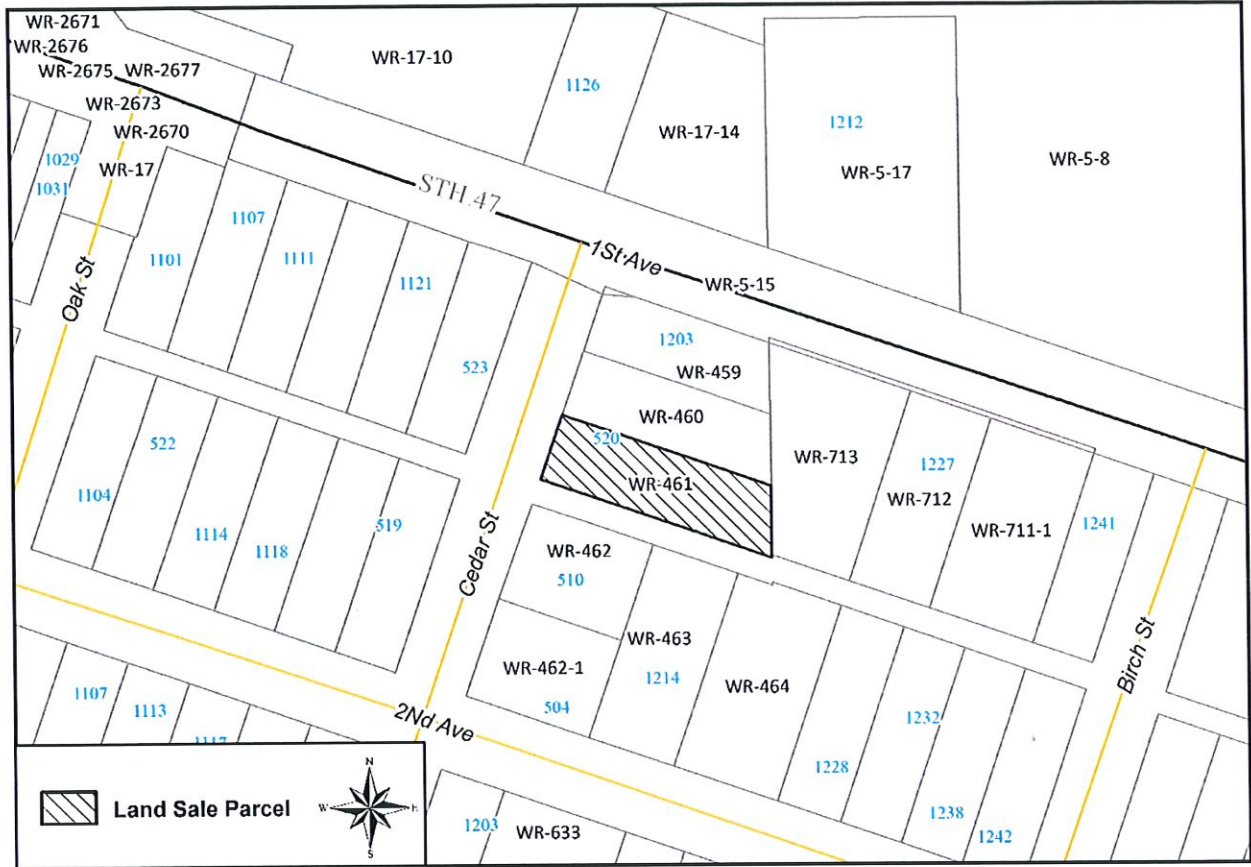 WR-2671
WR-2676
WR-2675 WR-2677
WR-2673
WR-2670
WR-17
1029
1031
WR-17-10
1126
WR-17-14
1212
WR-5-17
WR-5-8
STH 47
1St Ave
WR-5-15
Oak St
1101
1107
1111
1121
523
1203
WR-459
WR-460
520
WR-461
WR-713
1227
WR-712
WR-711-1
1241
522
1104
1114
1118
519
Cedar St
WR-462
510
WR-463
WR-462-1
504
1214
WR-464
1232
1228
1238
1242
Birch St
2Nd Ave
1107
1113
1117
1203
WR-633
Land Sale Parcel
N
W
S